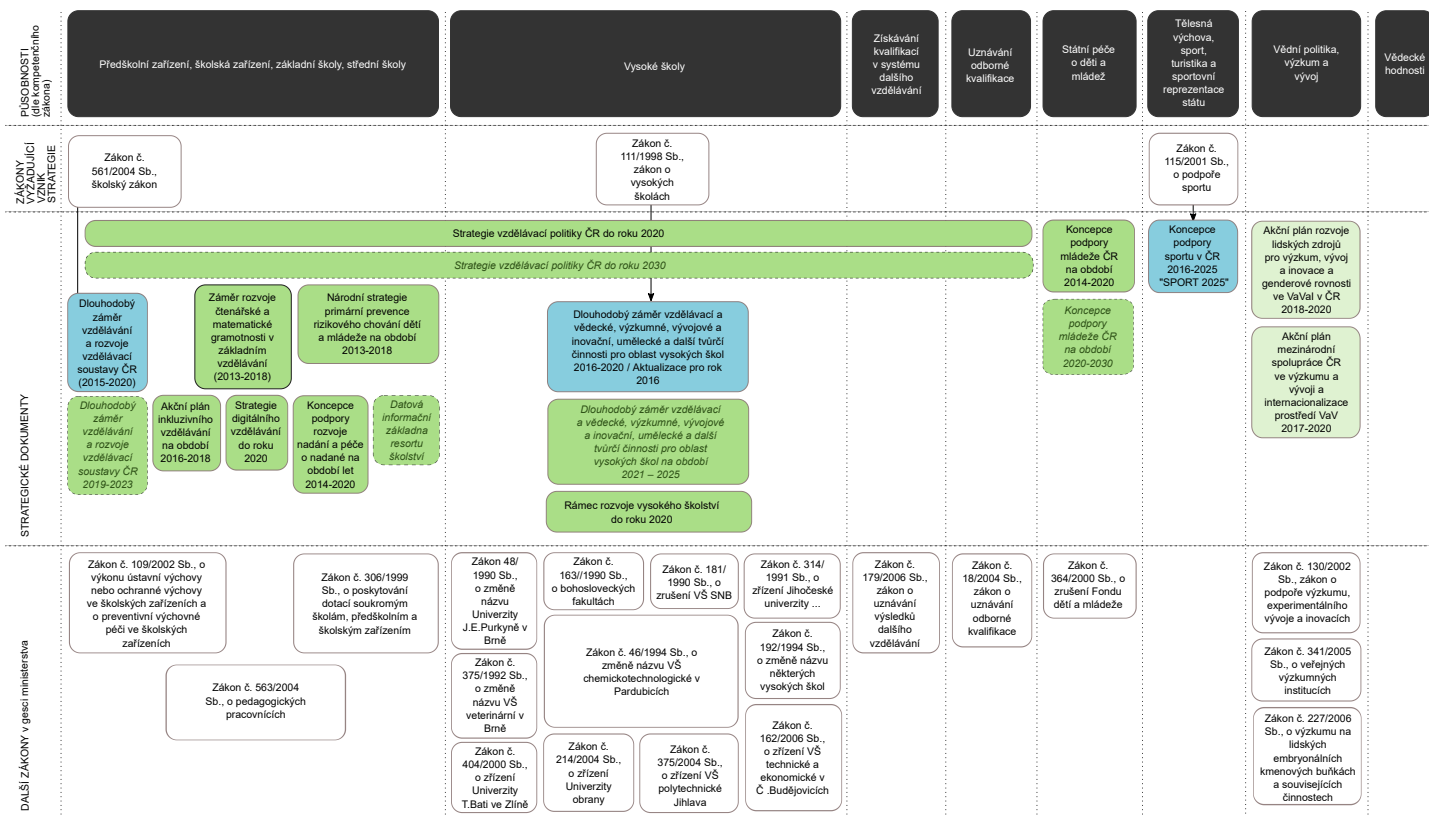 PŮSOBNOSTI
(dle kompetenčního
zákona)
Předškolní zařízení, školská zařízení, základní školy, střední školy
Vysoké školy
Získávání
kvalifikací
v systému
dalšího
vzdělávání
Uznávání
odborné
kvalifikace
Státní péče
o děti a
mládež
Tělesná
výchova,
sport,
turistika a
sportovní
reprezentace
státu
Vědní politika,
výzkum a
vývoj
Vědecké
hodnosti
ZÁKONY
VYŽADUJÍCÍ
VZNIK
STRATEGIE
Zákon č.
561/2004 Sb.,
školský zákon
Zákon č.
111/1998 Sb.,
zákon o
vysokých
školách
Zákon č.
115/2001 Sb.,
o podpoře
sportu
STRATEGICKÉ DOKUMENTY
Strategie vzdělávací politiky ČR do roku 2020
Strategie vzdělávací politiky ČR do roku 2030
Dlouhodobý
záměr
vzdělávání
a rozvoje
vzdělávací
soustavy ČR
(2015-2020)
Záměr rozvoje
čtenářské a
matematické
gramotnosti v
základním
vzdělávání
(2013-2018)
Národní strategie
primární prevence
rizikového chování dětí
a mládeže na období
2013-2018
Dlouhodobý
záměr
vzdělávání
a rozvoje
vzdělávací
soustavy ČR
2019-2023
Akční plán
inkluzivního
vzdělávání
na období
2016-2018
Strategie
digitálního
vzdělávání
do roku
2020
Koncepce
podpory
rozvoje
nadání a péče
o nadané na
období let
2014-2020
Datová
informační
základna
resortu
školství
Dlouhodobý záměr vzdělávací a
vědecké, výzkumné, vývojové a
inovační, umělecké a další tvůrčí
činnosti pro oblast vysokých škol
2016-2020 / Aktualizace pro rok
2016
Dlouhodobý záměr vzdělávací
a vědecké, výzkumné, vývojové
a inovační, umělecké a další
tvůrčí činnosti pro oblast
vysokých škol na období
2021 – 2025
Rámec rozvoje vysokého školství
do roku 2020
Koncepce
podpory
mládeže ČR
na období
2014-2020
Koncepce
podpory
mládeže ČR
na období
2020-2030
Koncepce
podpory
sportu v ČR
2016-2025
"SPORT 2025"
Akční plán rozvoje
lidských zdrojů
pro výzkum, vývoj
a inovace a
genderové rovnosti
ve VaVaI v ČR
2018-2020
Akční plán
mezinárodní
spolupráce ČR
ve výzkumu a
vývoji a
internacionalizace
prostředí VaV
2017-2020
DALŠÍ ZÁKONY v gesci ministerstva
Zákon č. 109/2002 Sb., o
výkonu ústavní výchovy
nebo ochranné výchovy
ve školských zařízeních a
o preventivní výchovné
péči ve školských
zařízeních
Zákon č. 306/1999
Sb., o poskytování
dotací soukromým
školám, předškolním a
školským zařízením
Zákon č. 563/2004
Sb., o pedagogických
pracovnících
Zákon 48/
1990 Sb.,
o změně
názvu
Univerzity
J.E.Purkyně v
Brně
Zákon č.
163//1990 Sb.,
o bohosloveckých
fakultách
Zákon č. 181/
1990 Sb., o
zrušení VŠ SNB
Zákon č. 314/
1991 Sb., o
zřízení Jihočeské
univerzity ...
Zákon č.
375/1992 Sb.,
o změně
názvu VŠ
veterinární v
Brně
Zákon č. 46/1994 Sb., o
změně názvu VŠ
chemickotechnologické v
Pardubicích
Zákon č.
192/1994 Sb.,
o změně názvu
některých
vysokých škol
Zákon č.
404/2000 Sb.,
o zřízení
Univerzity
T.Bati ve Zlíně
Zákon č.
214/2004 Sb.,
o zřízení
Univerzity
obrany
Zákon č.
375/2004 Sb.,
o zřízení VŠ
polytechnické
Jihlava
Zákon č.
162/2006 Sb.,
o zřízení VŠ
technické a
ekonomické v
Č .Budějovicích
Zákon č.
179/2006 Sb.,
zákon o
uznávání
výsledků
dalšího
vzdělávání
Zákon č.
18/2004 Sb.,
zákon o
uznávání
odborné
kvalifikace
Zákon č.
364/2000 Sb., o
zrušení Fondu
dětí a mládeže
Zákon č. 130/2002
Sb., zákon o
podpoře výzkumu,
experimentálního
vývoje a inovacích
Zákon č. 341/2005
Sb., o veřejných
výzkumných
institucích
Zákon č. 227/2006
Sb., o výzkumu na
lidských
embryonálních
kmenových buňkách
a souvisejících
činnostech